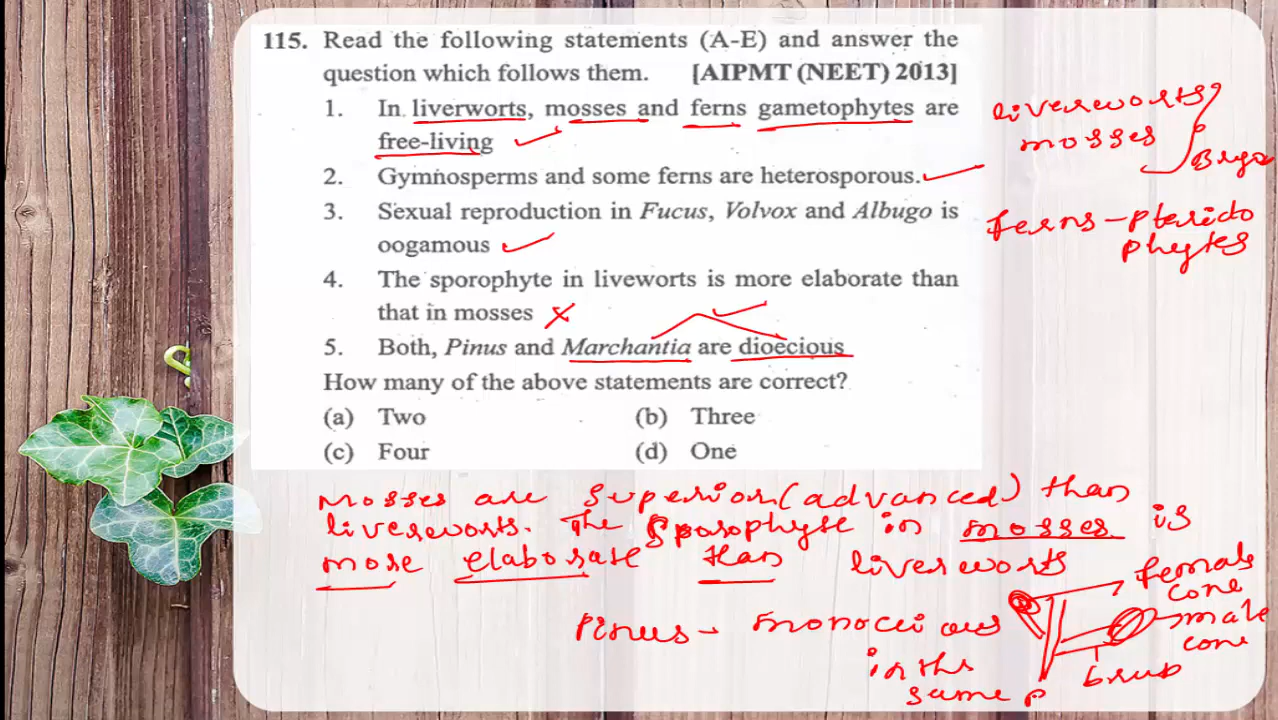 115. Read the following statements (A-E) and answer the
question which follows them. [AIPMT (NEET) 2013]
1. In liverworts, mosses and ferns gametophytes are
free-living
2. Gymnosperms and some ferns are heterosporous.
3. Sexual reproduction in Fucus, Volvox and Albugo is
oogamous
4. The sporophyte in liveworts is more elaborate than
that in mosses
5. Both, Pinus and Marchantia are dioecious
How many of the above statements are correct?
(a) Two (b) Three
(c) Four (d) One
liverworts
mosses
ferns - pterido
phytes
mosses are superior (advanced) than
liverworts. The sporophyte in mosses is
more elaborate than liverworts
female
cone
male
cone
Pinus - monocious
in the
same p